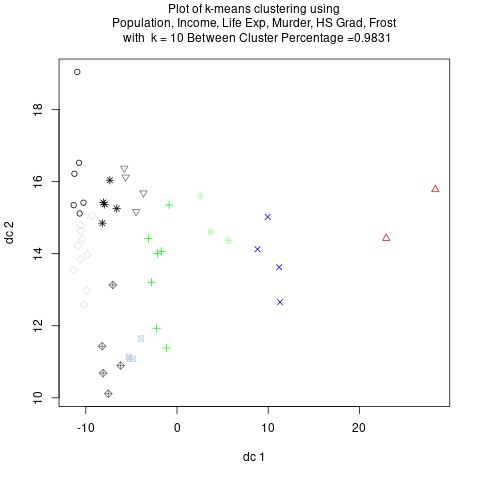 Plot of k-means clustering using
Population, Income, Life Exp, Murder, HS Grad, Frost
with  k = 10 Between Cluster Percentage =0.9831
18
16
14
12
10
dc 2
-10
0
10
20
dc 1